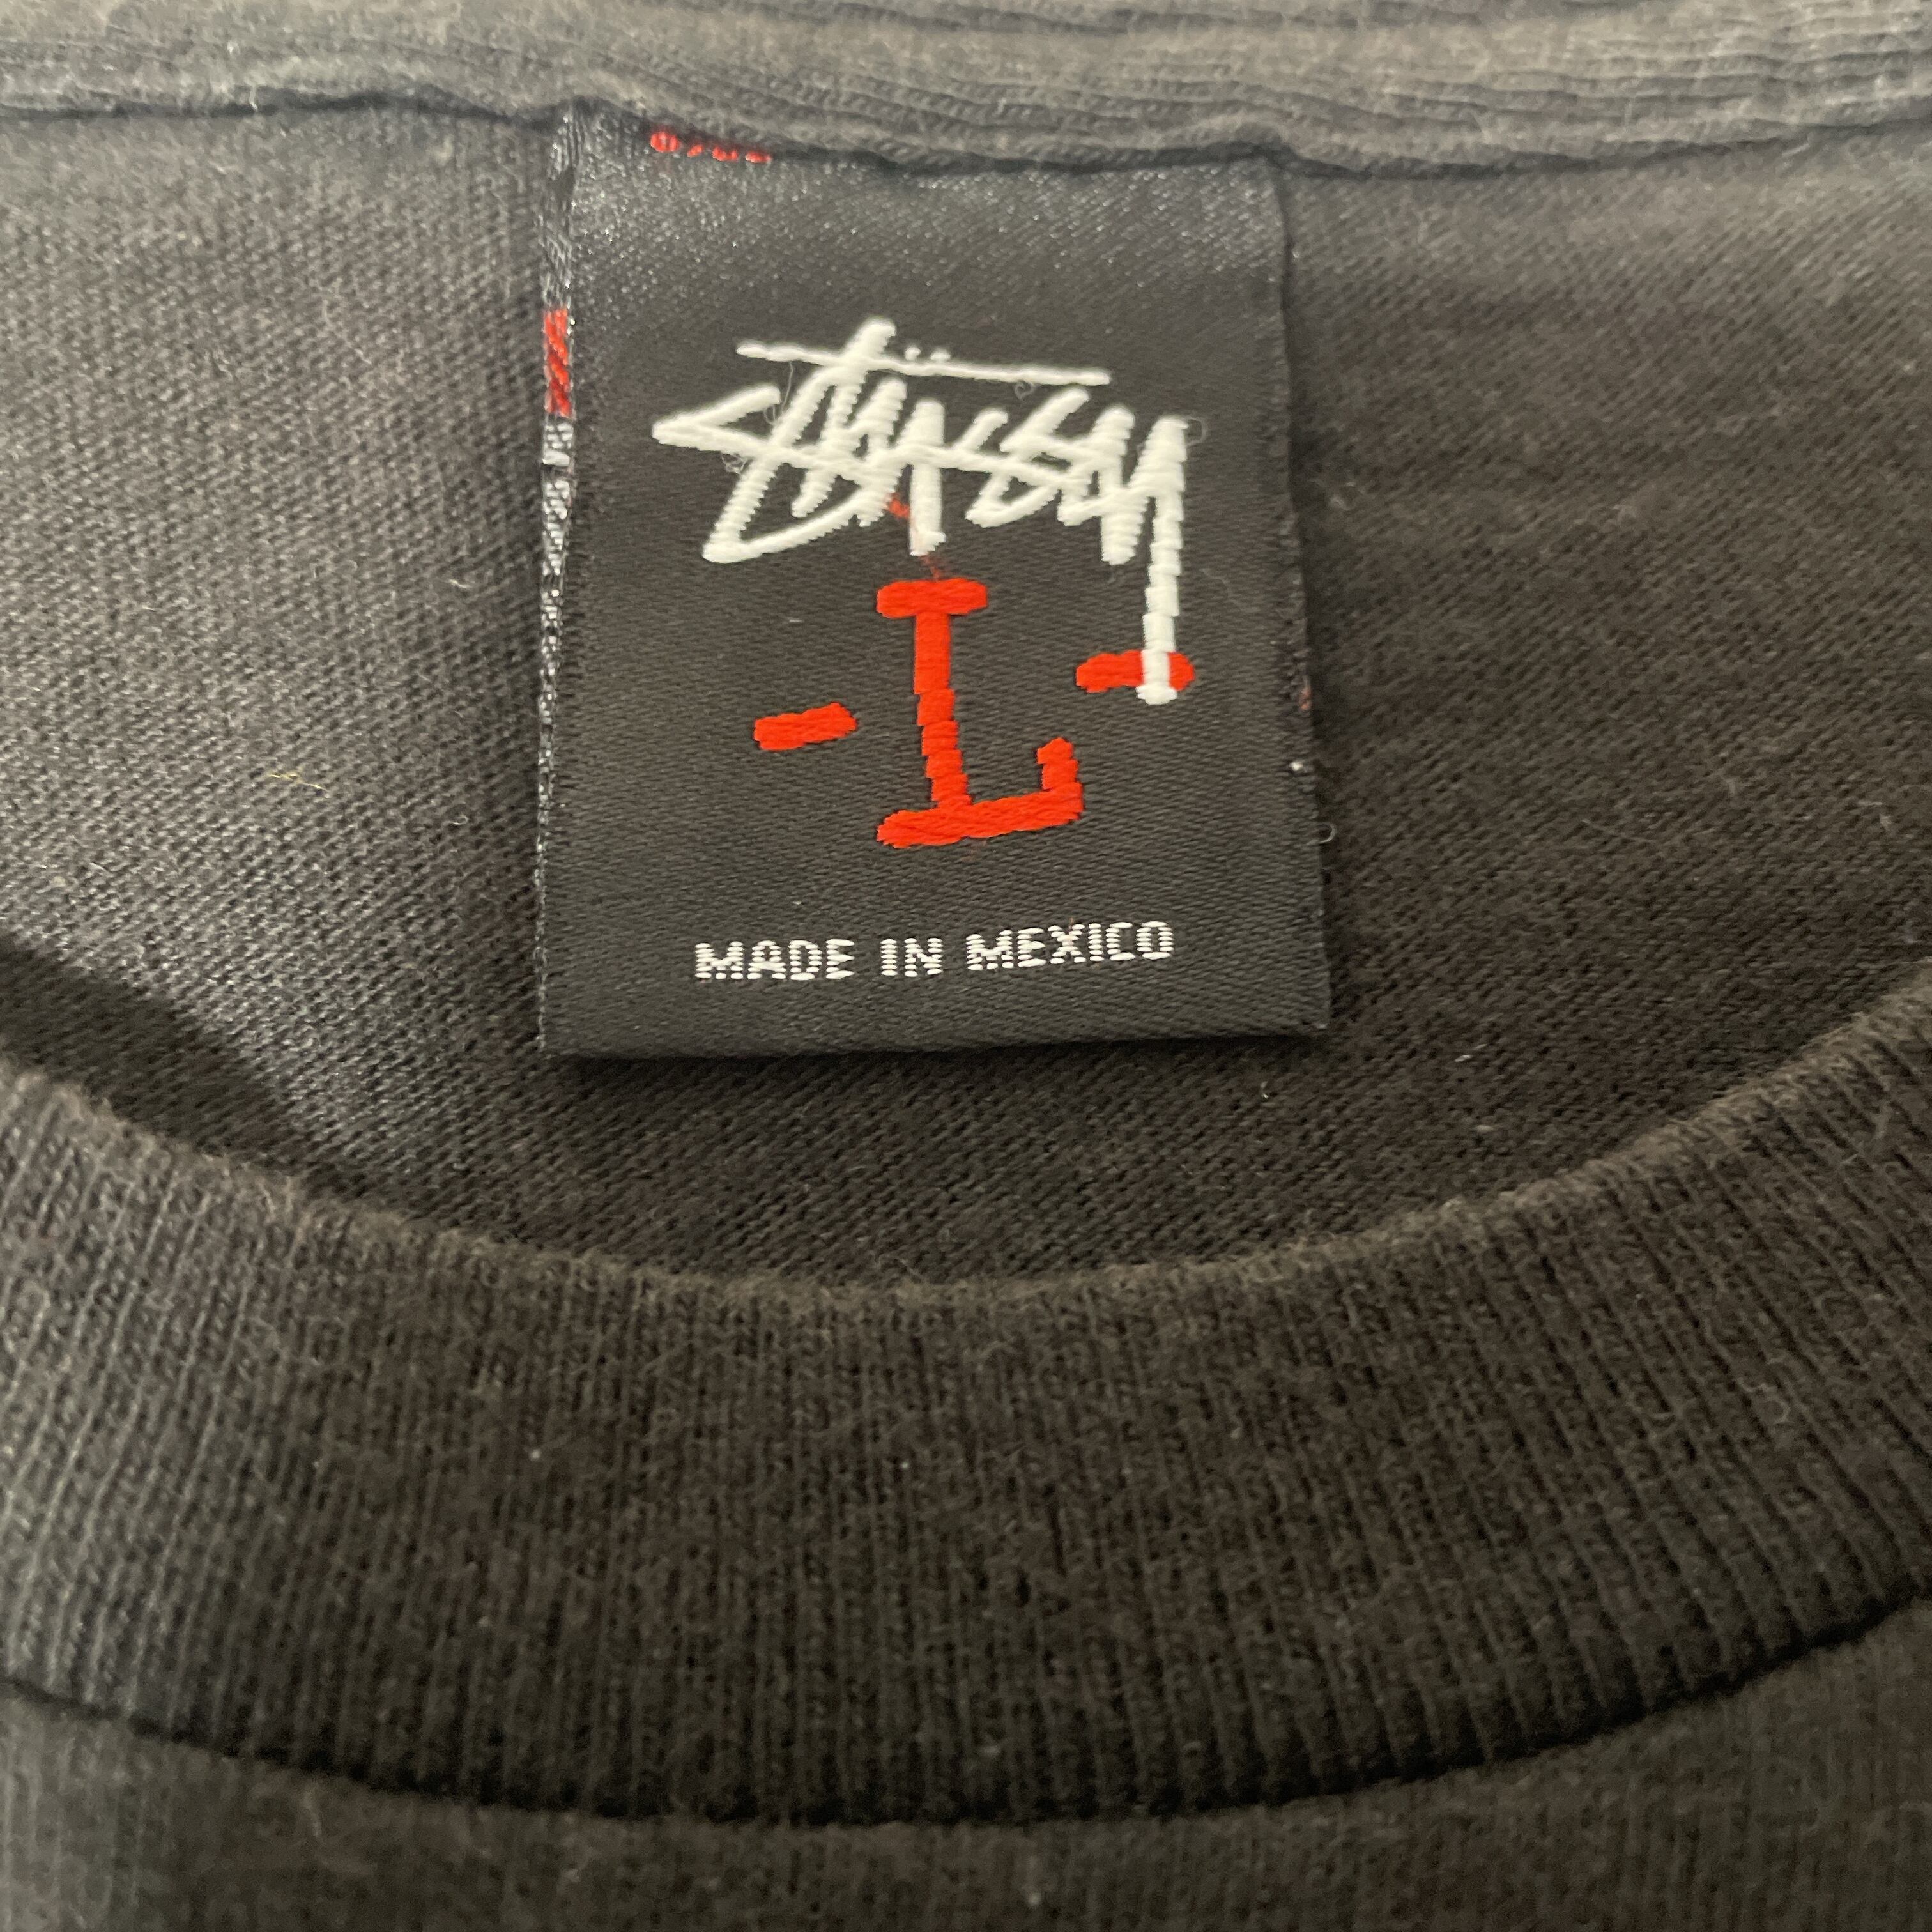 Stüssy
- L -
MADE IN MEXICO